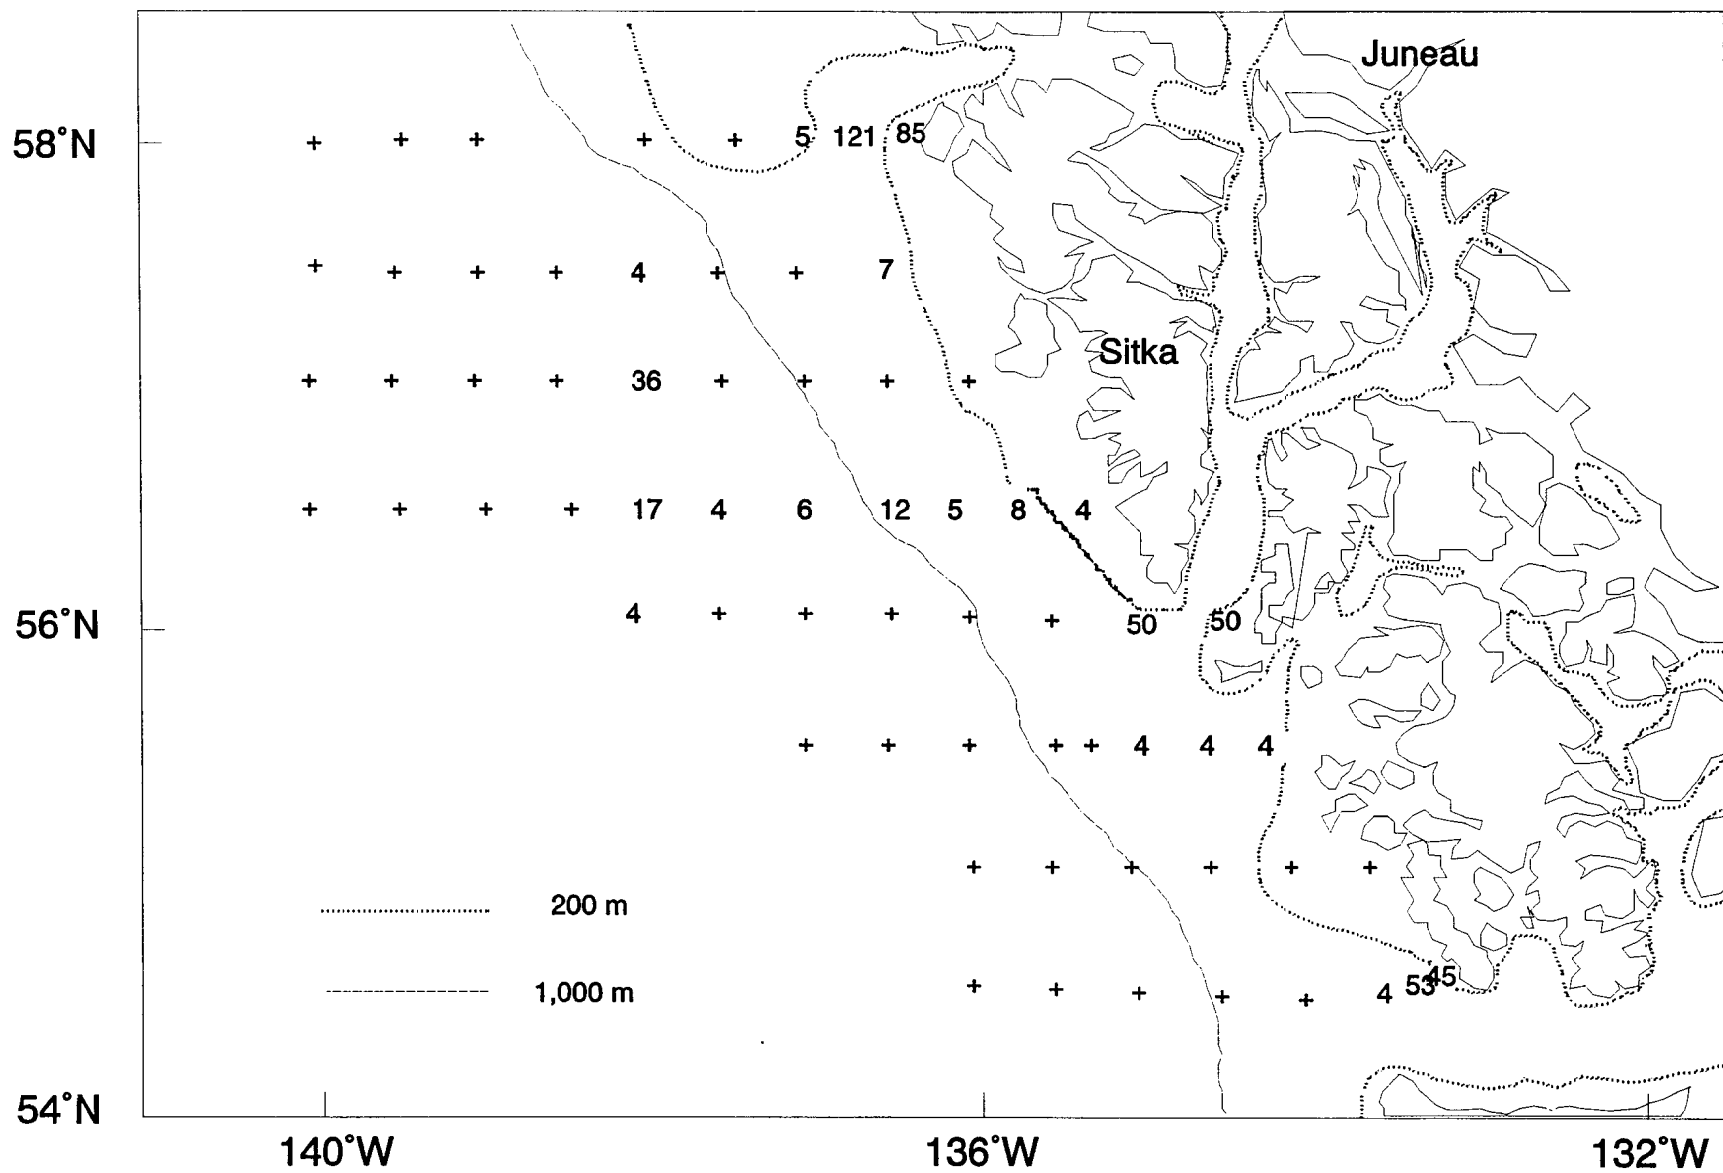 Juneau
58°N
+ + + + + 5 121 85
+ + + + 4 + + 7
Sitka
+ + + + 36 + + + +
+ + + + 17 4 6 12 5 8 4
4 + + + + + 50 50
56°N
+ + + + + 4 4 4
+ + + + + +
200 m
45
+ + + + + 4 53
1,000 m
54°N
140°W 136°W 132°W